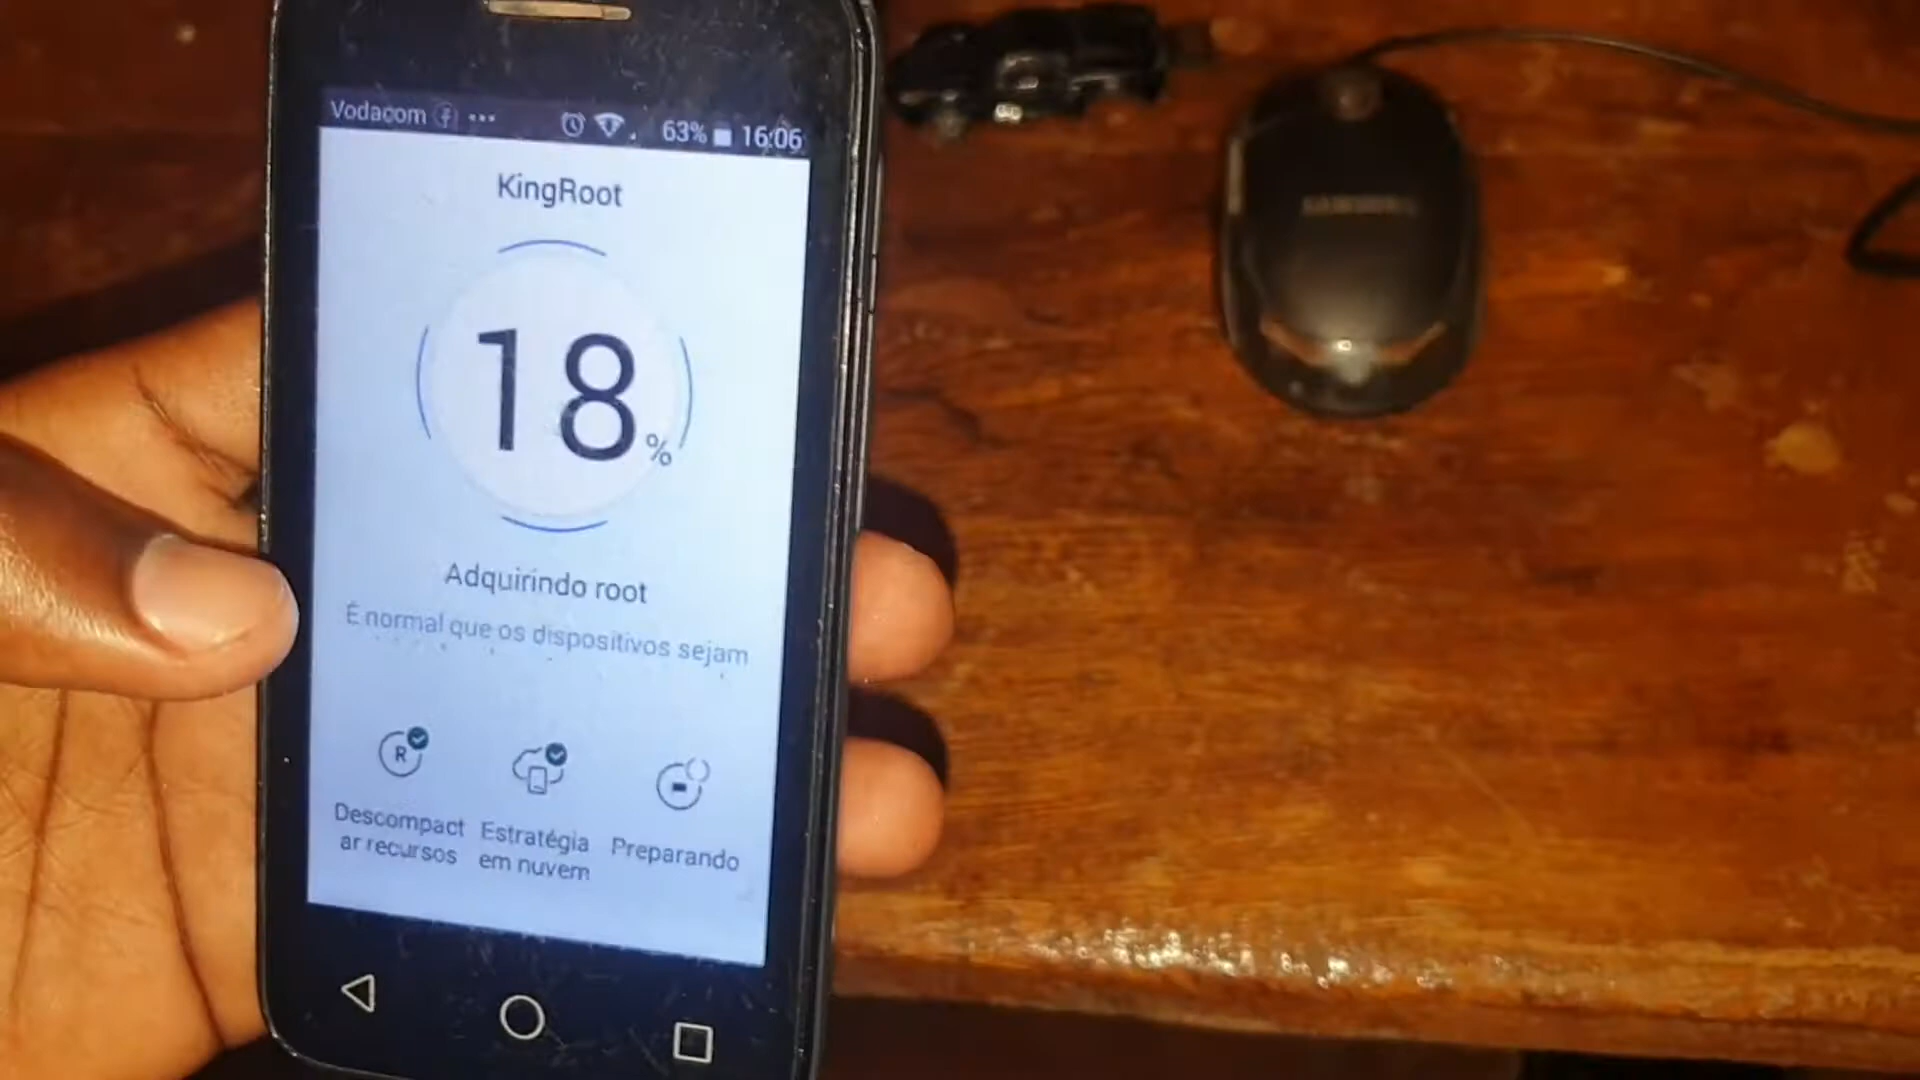 Vodacom ... 63% 16:06
KingRoot
18%
Adquirindo root
É normal que os dispositivos sejam
Descompact
ar recursos
Estratégia
em nuvem
Preparando
R
SAMSUNG